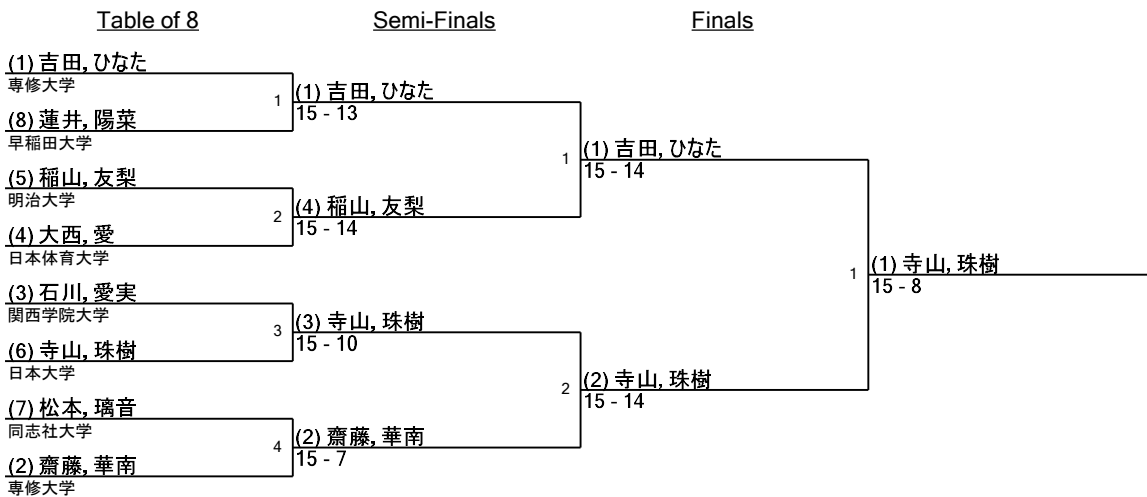 Table of 8
Semi-Finals
Finals
(1) 吉田, ひなた
専修大学
1
(8) 蓮井, 陽菜
早稲田大学
(5) 稲山, 友梨
明治大学
2
(4) 大西, 愛
日本体育大学
(3) 石川, 愛実
関西学院大学
3
(6) 寺山, 珠樹
日本大学
(7) 松本, 璃音
同志社大学
4
(2) 齋藤, 華南
専修大学
(1) 吉田, ひなた
15 - 13
1
(4) 稲山, 友梨
15 - 14
(3) 寺山, 珠樹
15 - 10
2
(2) 齋藤, 華南
15 - 7
(1) 吉田, ひなた
15 - 14
1
(2) 寺山, 珠樹
15 - 14
(1) 寺山, 珠樹
15 - 8